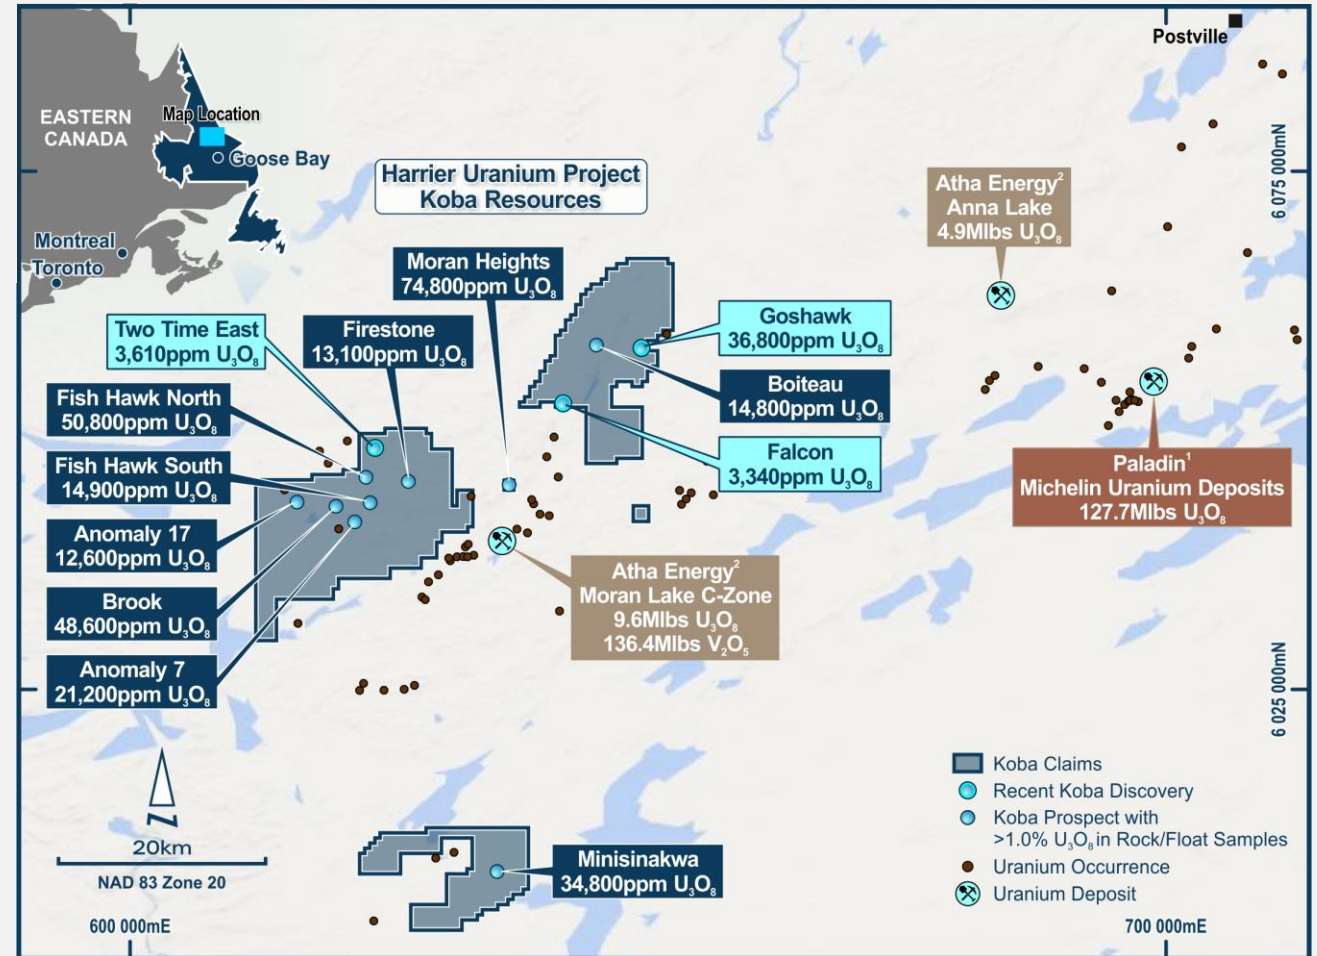 Postville
EASTERN
CANADA
Map Location
Goose Bay
Montreal
Toronto
Harrier Uranium Project
Koba Resources
6 075 000mN
Atha Energy²
Anna Lake
4.9Mlbs U₃O₈
Moran Heights
74,800ppm U₃O₈
Two Time East
3,610ppm U₃O₈
Firestone
13,100ppm U₃O₈
Goshawk
36,800ppm U₃O₈
Boiteau
14,800ppm U₃O₈
Falcon
3,340ppm U₃O₈
Fish Hawk North
50,800ppm U₃O₈
Fish Hawk South
14,900ppm U₃O₈
Anomaly 17
12,600ppm U₃O₈
Brook
48,600ppm U₃O₈
Anomaly 7
21,200ppm U₃O₈
Paladin¹
Michelin Uranium Deposits
127.7Mlbs U₃O₈
Atha Energy²
Moran Lake C-Zone
9.6Mlbs U₃O₈
136.4Mlbs V₂O₅
6 025 000mN
N
20km
NAD 83 Zone 20
Minisinakwa
34,800ppm U₃O₈
Koba Claims
Recent Koba Discovery
Koba Prospect with
>1.0% U₃O₈ in Rock/Float Samples
Uranium Occurrence
Uranium Deposit
600 000mE
700 000mE